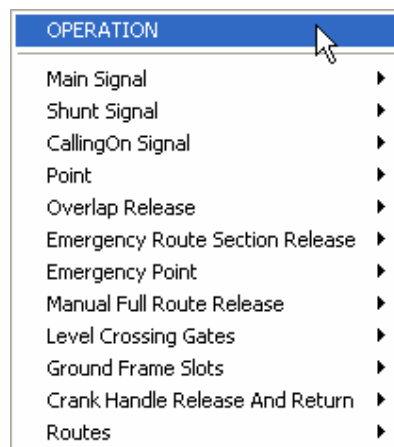 OPERATION
Main Signal
Shunt Signal
CallingOn Signal
Point
Overlap Release
Emergency Route Section Release
Emergency Point
Manual Full Route Release
Level Crossing Gates
Ground Frame Slots
Crank Handle Release And Return
Routes